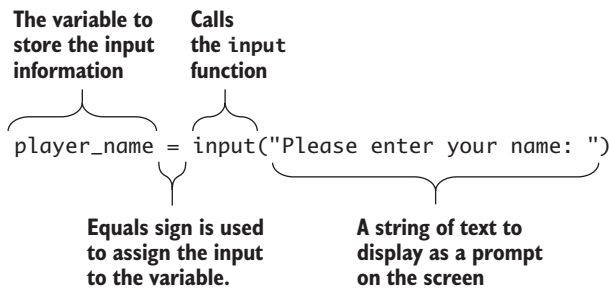 The variable to
store the input
information
Calls
the input
function
player_name = input("Please enter your name: ")
Equals sign is used
to assign the input
to the variable.
A string of text to
display as a prompt
on the screen